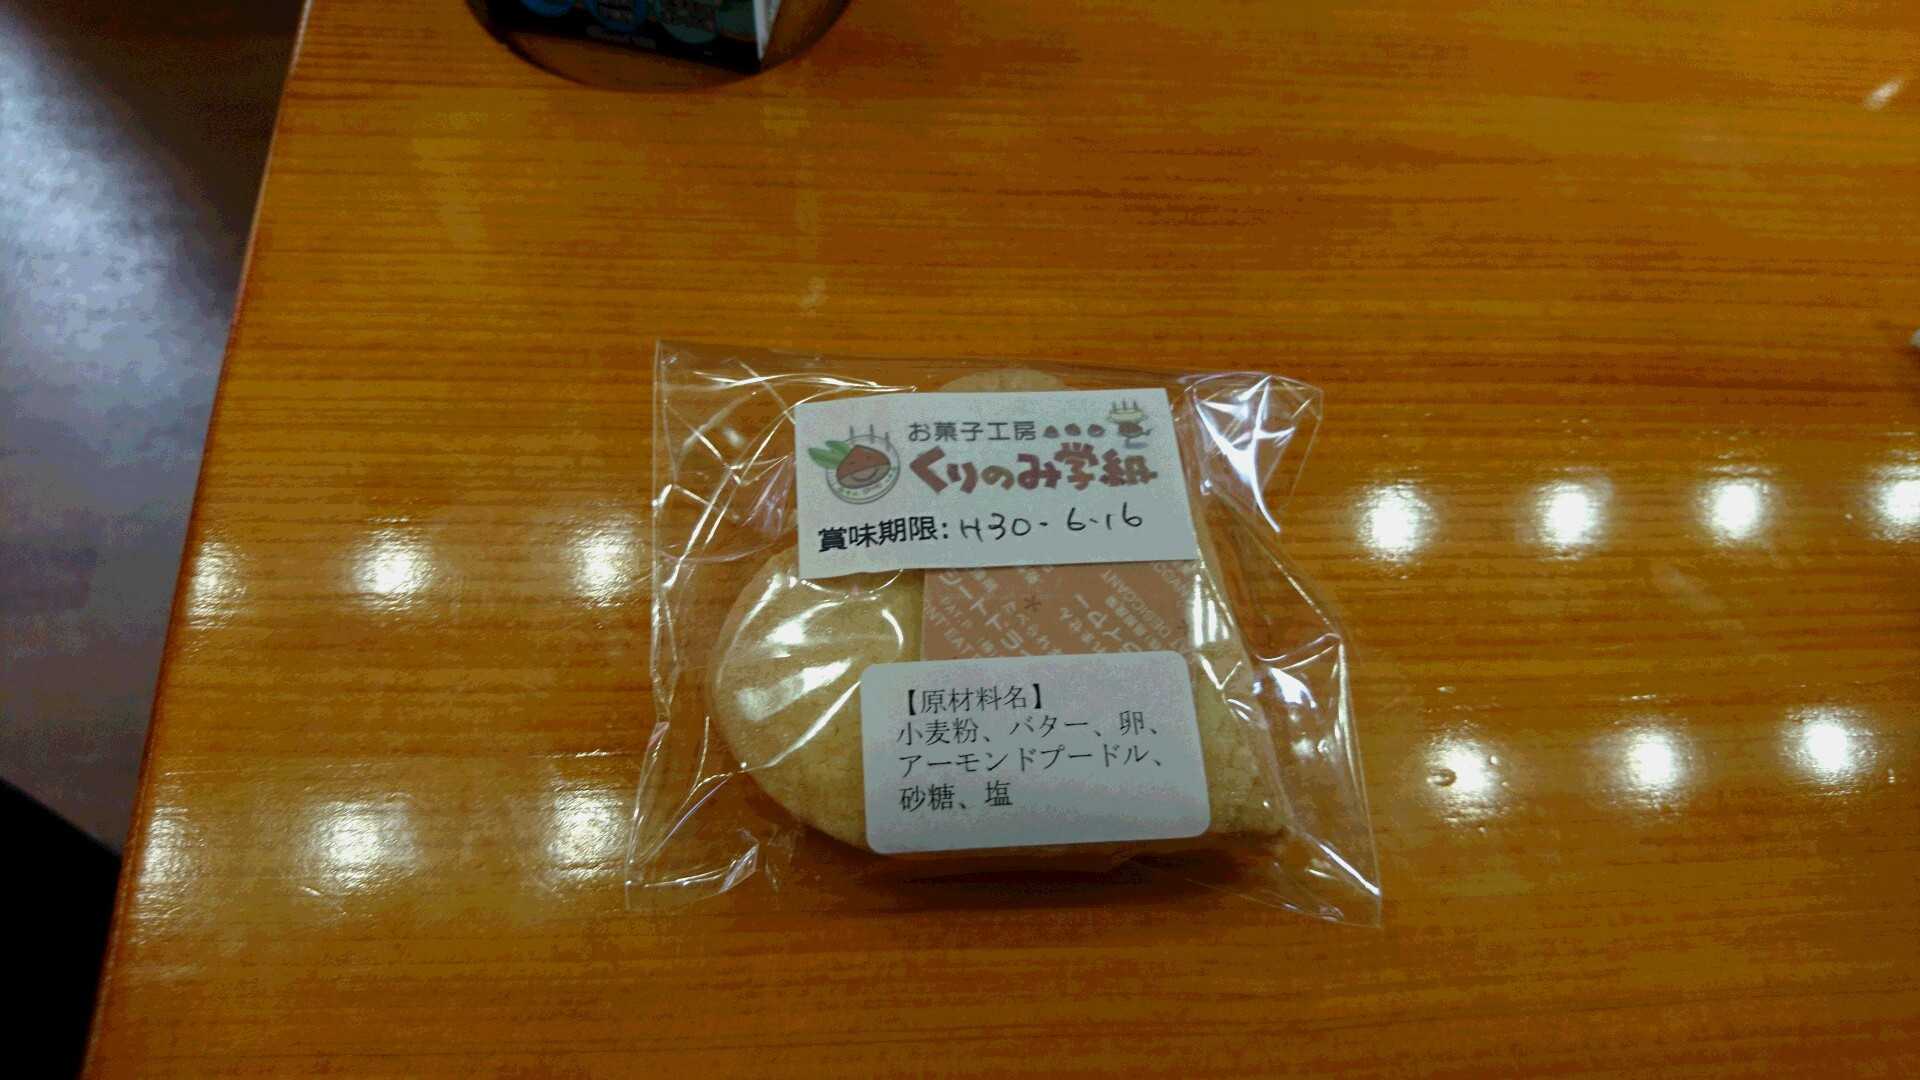 お菓子工房
くりのみ学級
賞味期限: H30-6-16
【原材料名】
小麦粉、バター、卵、
アーモンドプードル、
砂糖、塩